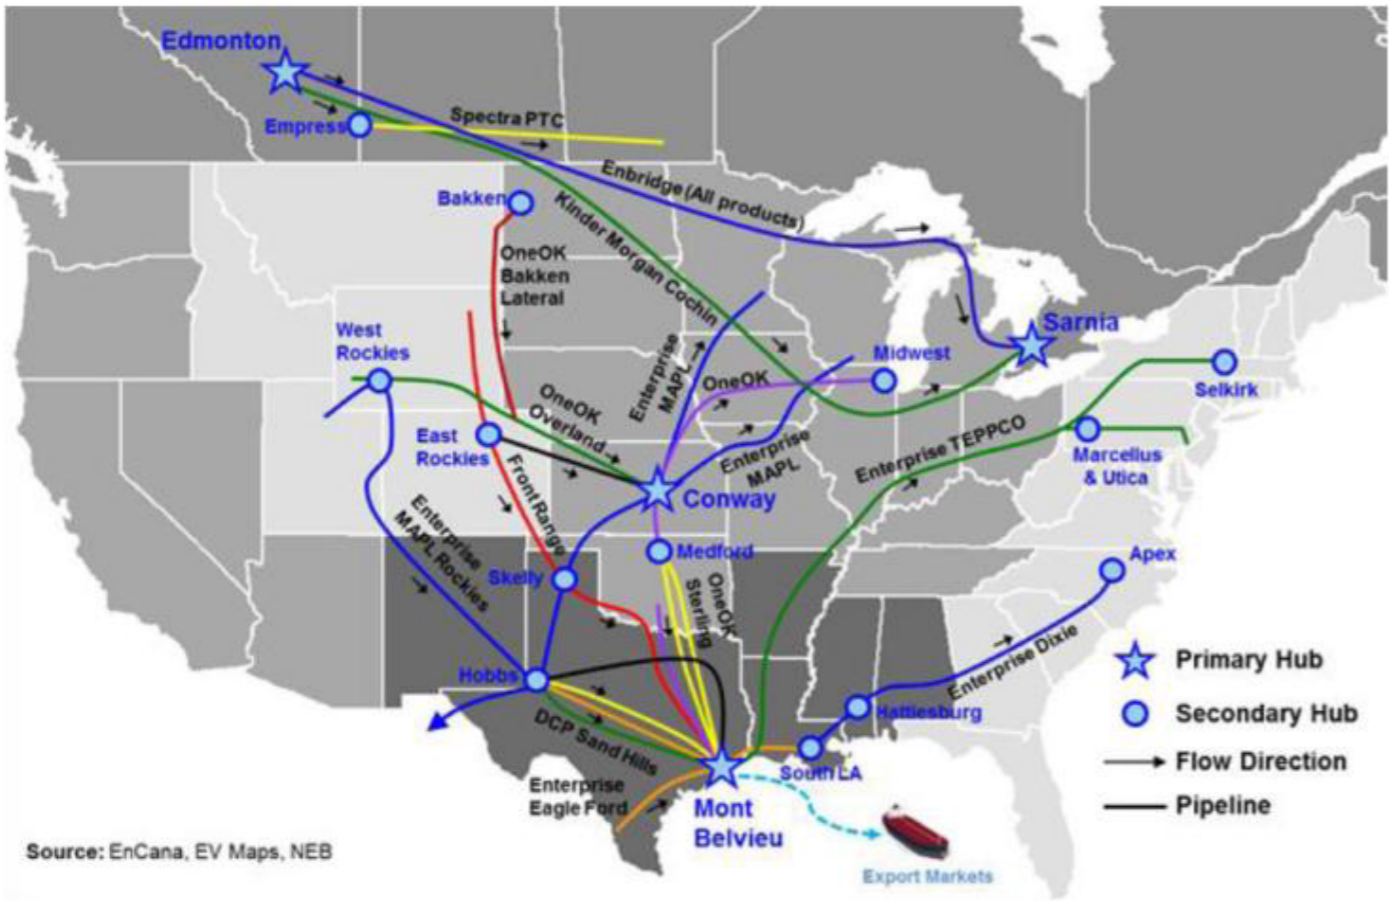 Edmonton
Empress
Spectra PTC
Enbridge (All products)
Kinder Morgan Cochin
Bakken
OneOK
Bakken
Lateral
West
Rockies
Sarnia
Midwest
Selkirk
Enterprise
MAPL
OneOK
OneOK
Overland
East
Rockies
Enterprise
MAPL
Enterprise TEPPCO
Marcellus
& Utica
Conway
Front Range
Enterprise
MAPL Rockies
Medford
Skelly
OneOK
Sterling
Apex
Enterprise Dixie
Hobbs
DCP Sand Hills
Hattiesburg
South LA
Enterprise
Eagle Ford
Mont
Belvieu
Export Markets
Primary Hub
Secondary Hub
Flow Direction
Pipeline
Source: EnCana, EV Maps, NEB